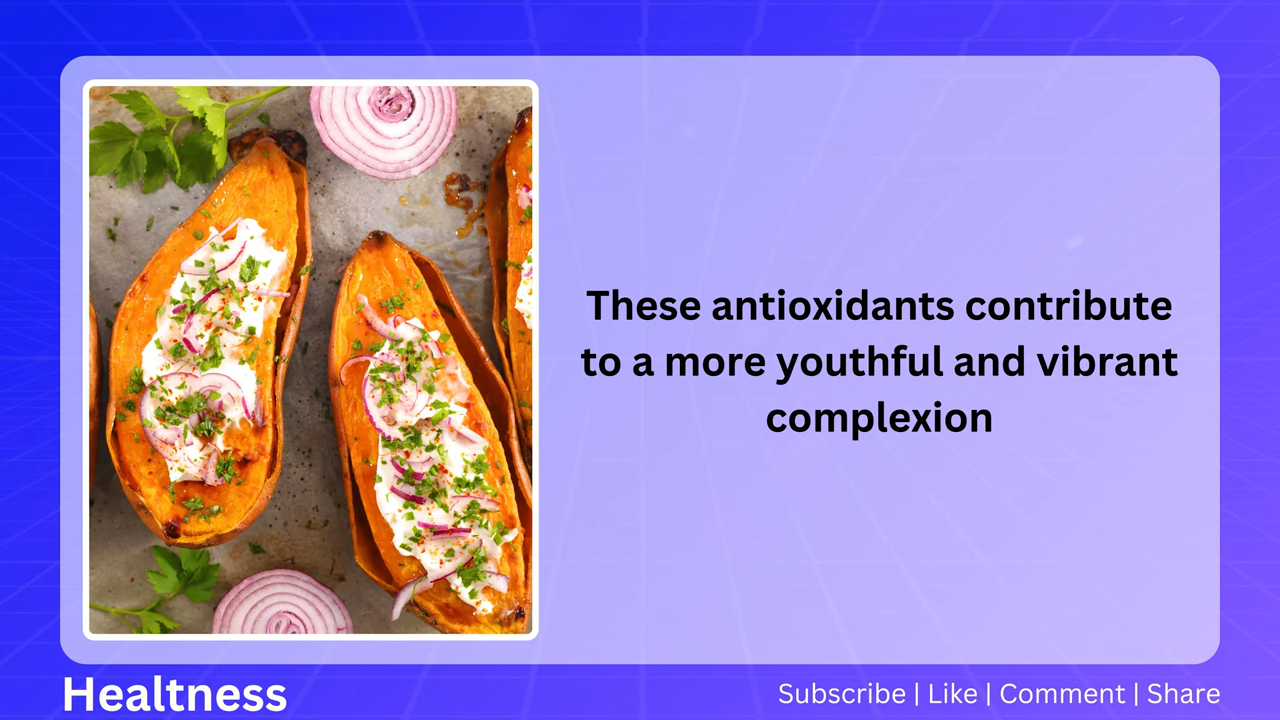 These antioxidants contribute
to a more youthful and vibrant
complexion
Healtness
Subscribe | Like | Comment | Share